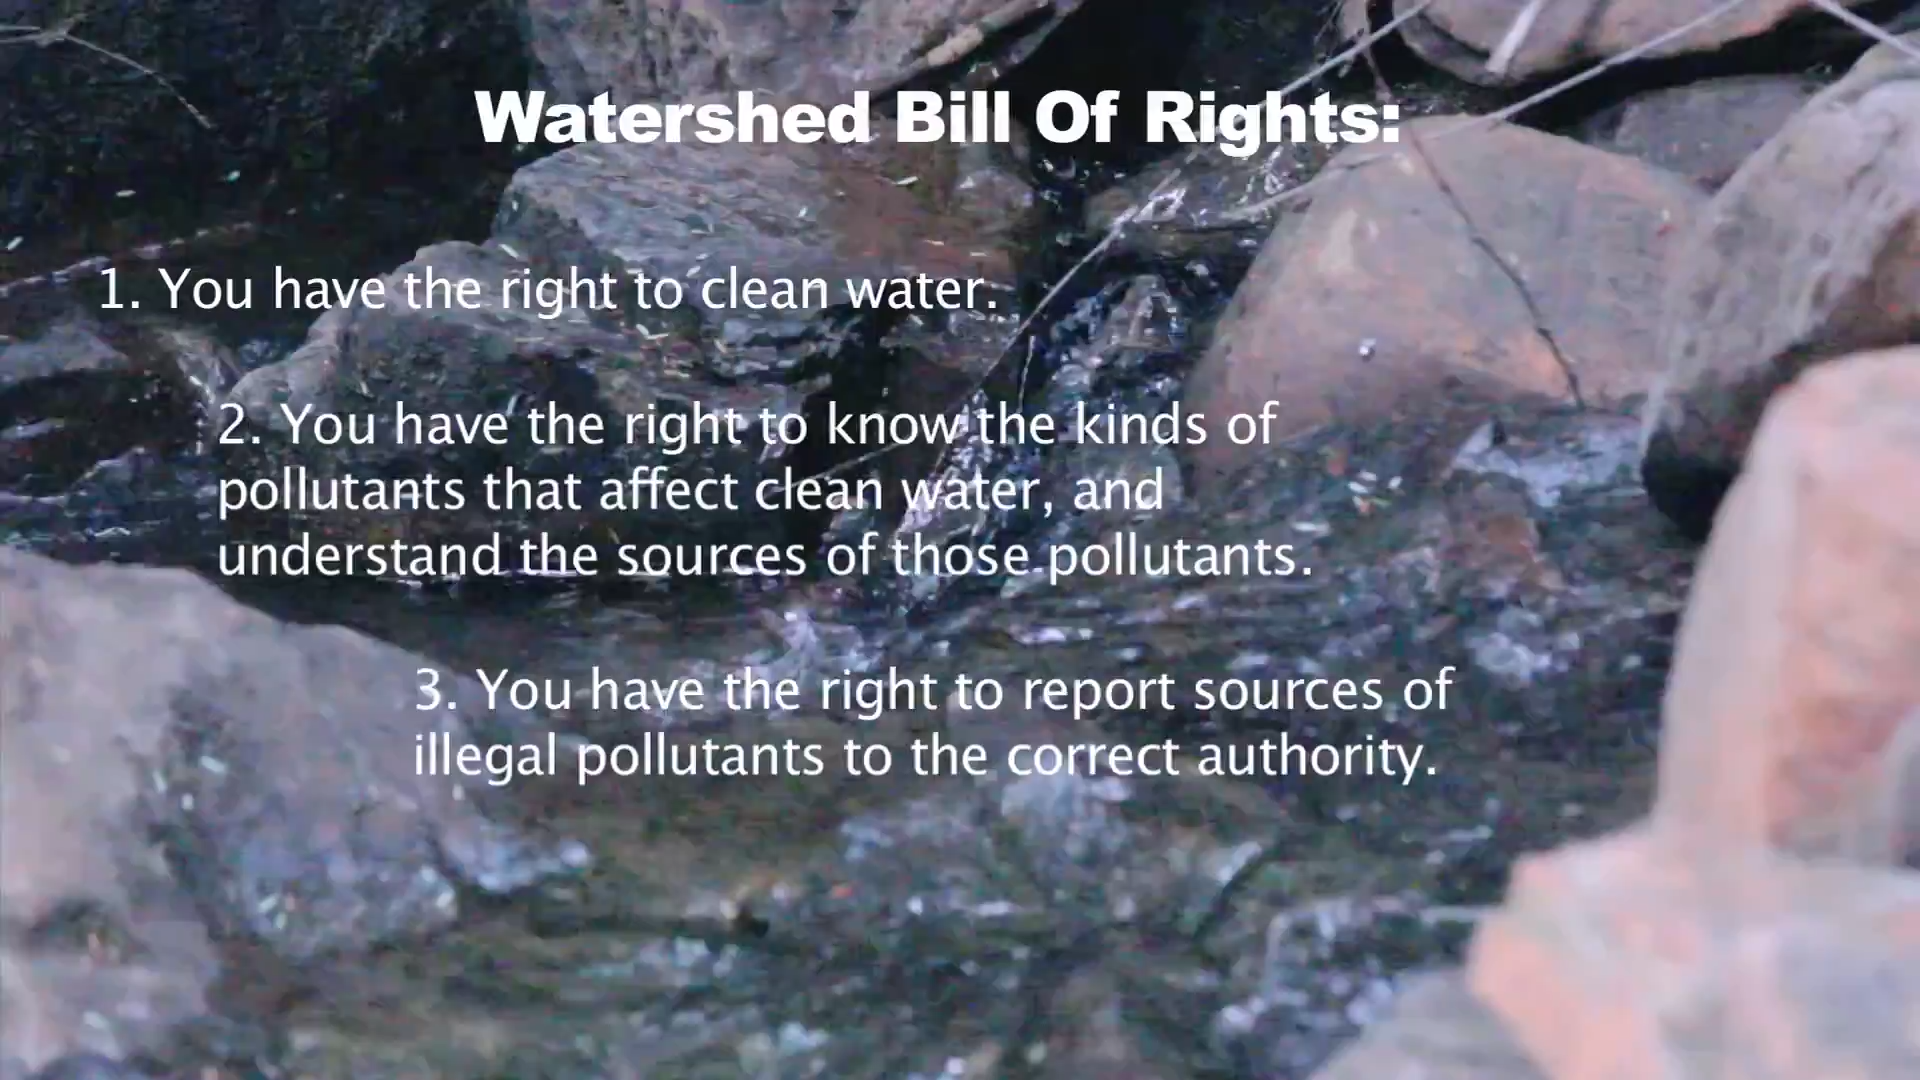 Watershed Bill Of Rights:
1. You have the right to clean water.
2. You have the right to know the kinds of
pollutants that affect clean water, and
understand the sources of those pollutants.
3. You have the right to report sources of
illegal pollutants to the correct authority.